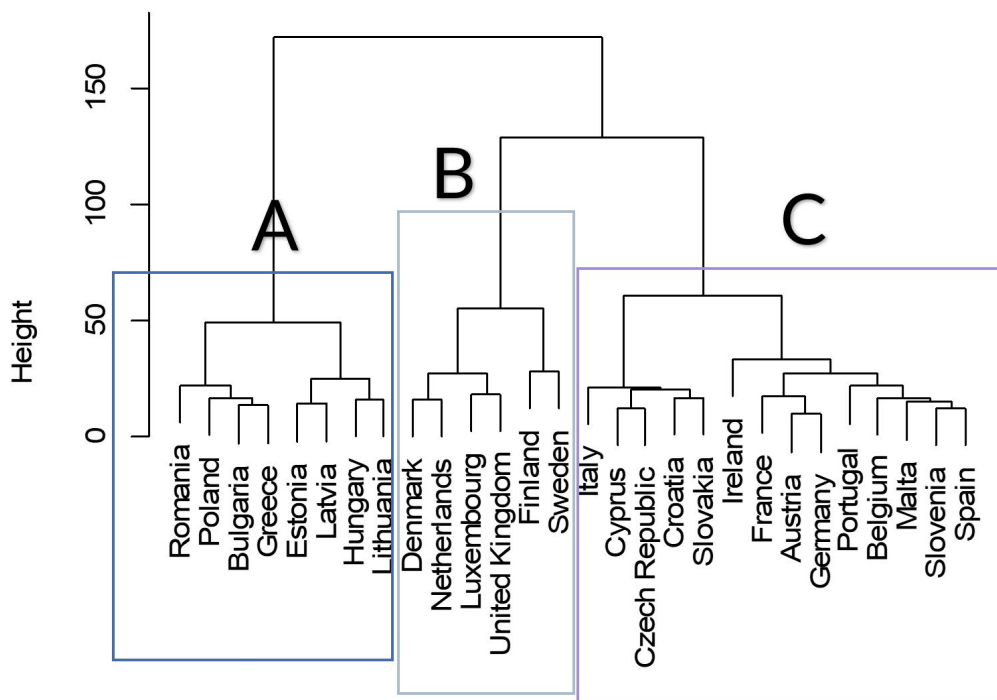 150
100
50
0
Height
A
B
C
Romania
Poland
Bulgaria
Greece
Estonia
Latvia
Hungary
Lithuania
Denmark
Netherlands
Luxembourg
United Kingdom
Finland
Sweden
Italy
Cyprus
Czech Republic
Croatia
Slovakia
Ireland
France
Austria
Germany
Portugal
Belgium
Malta
Slovenia
Spain